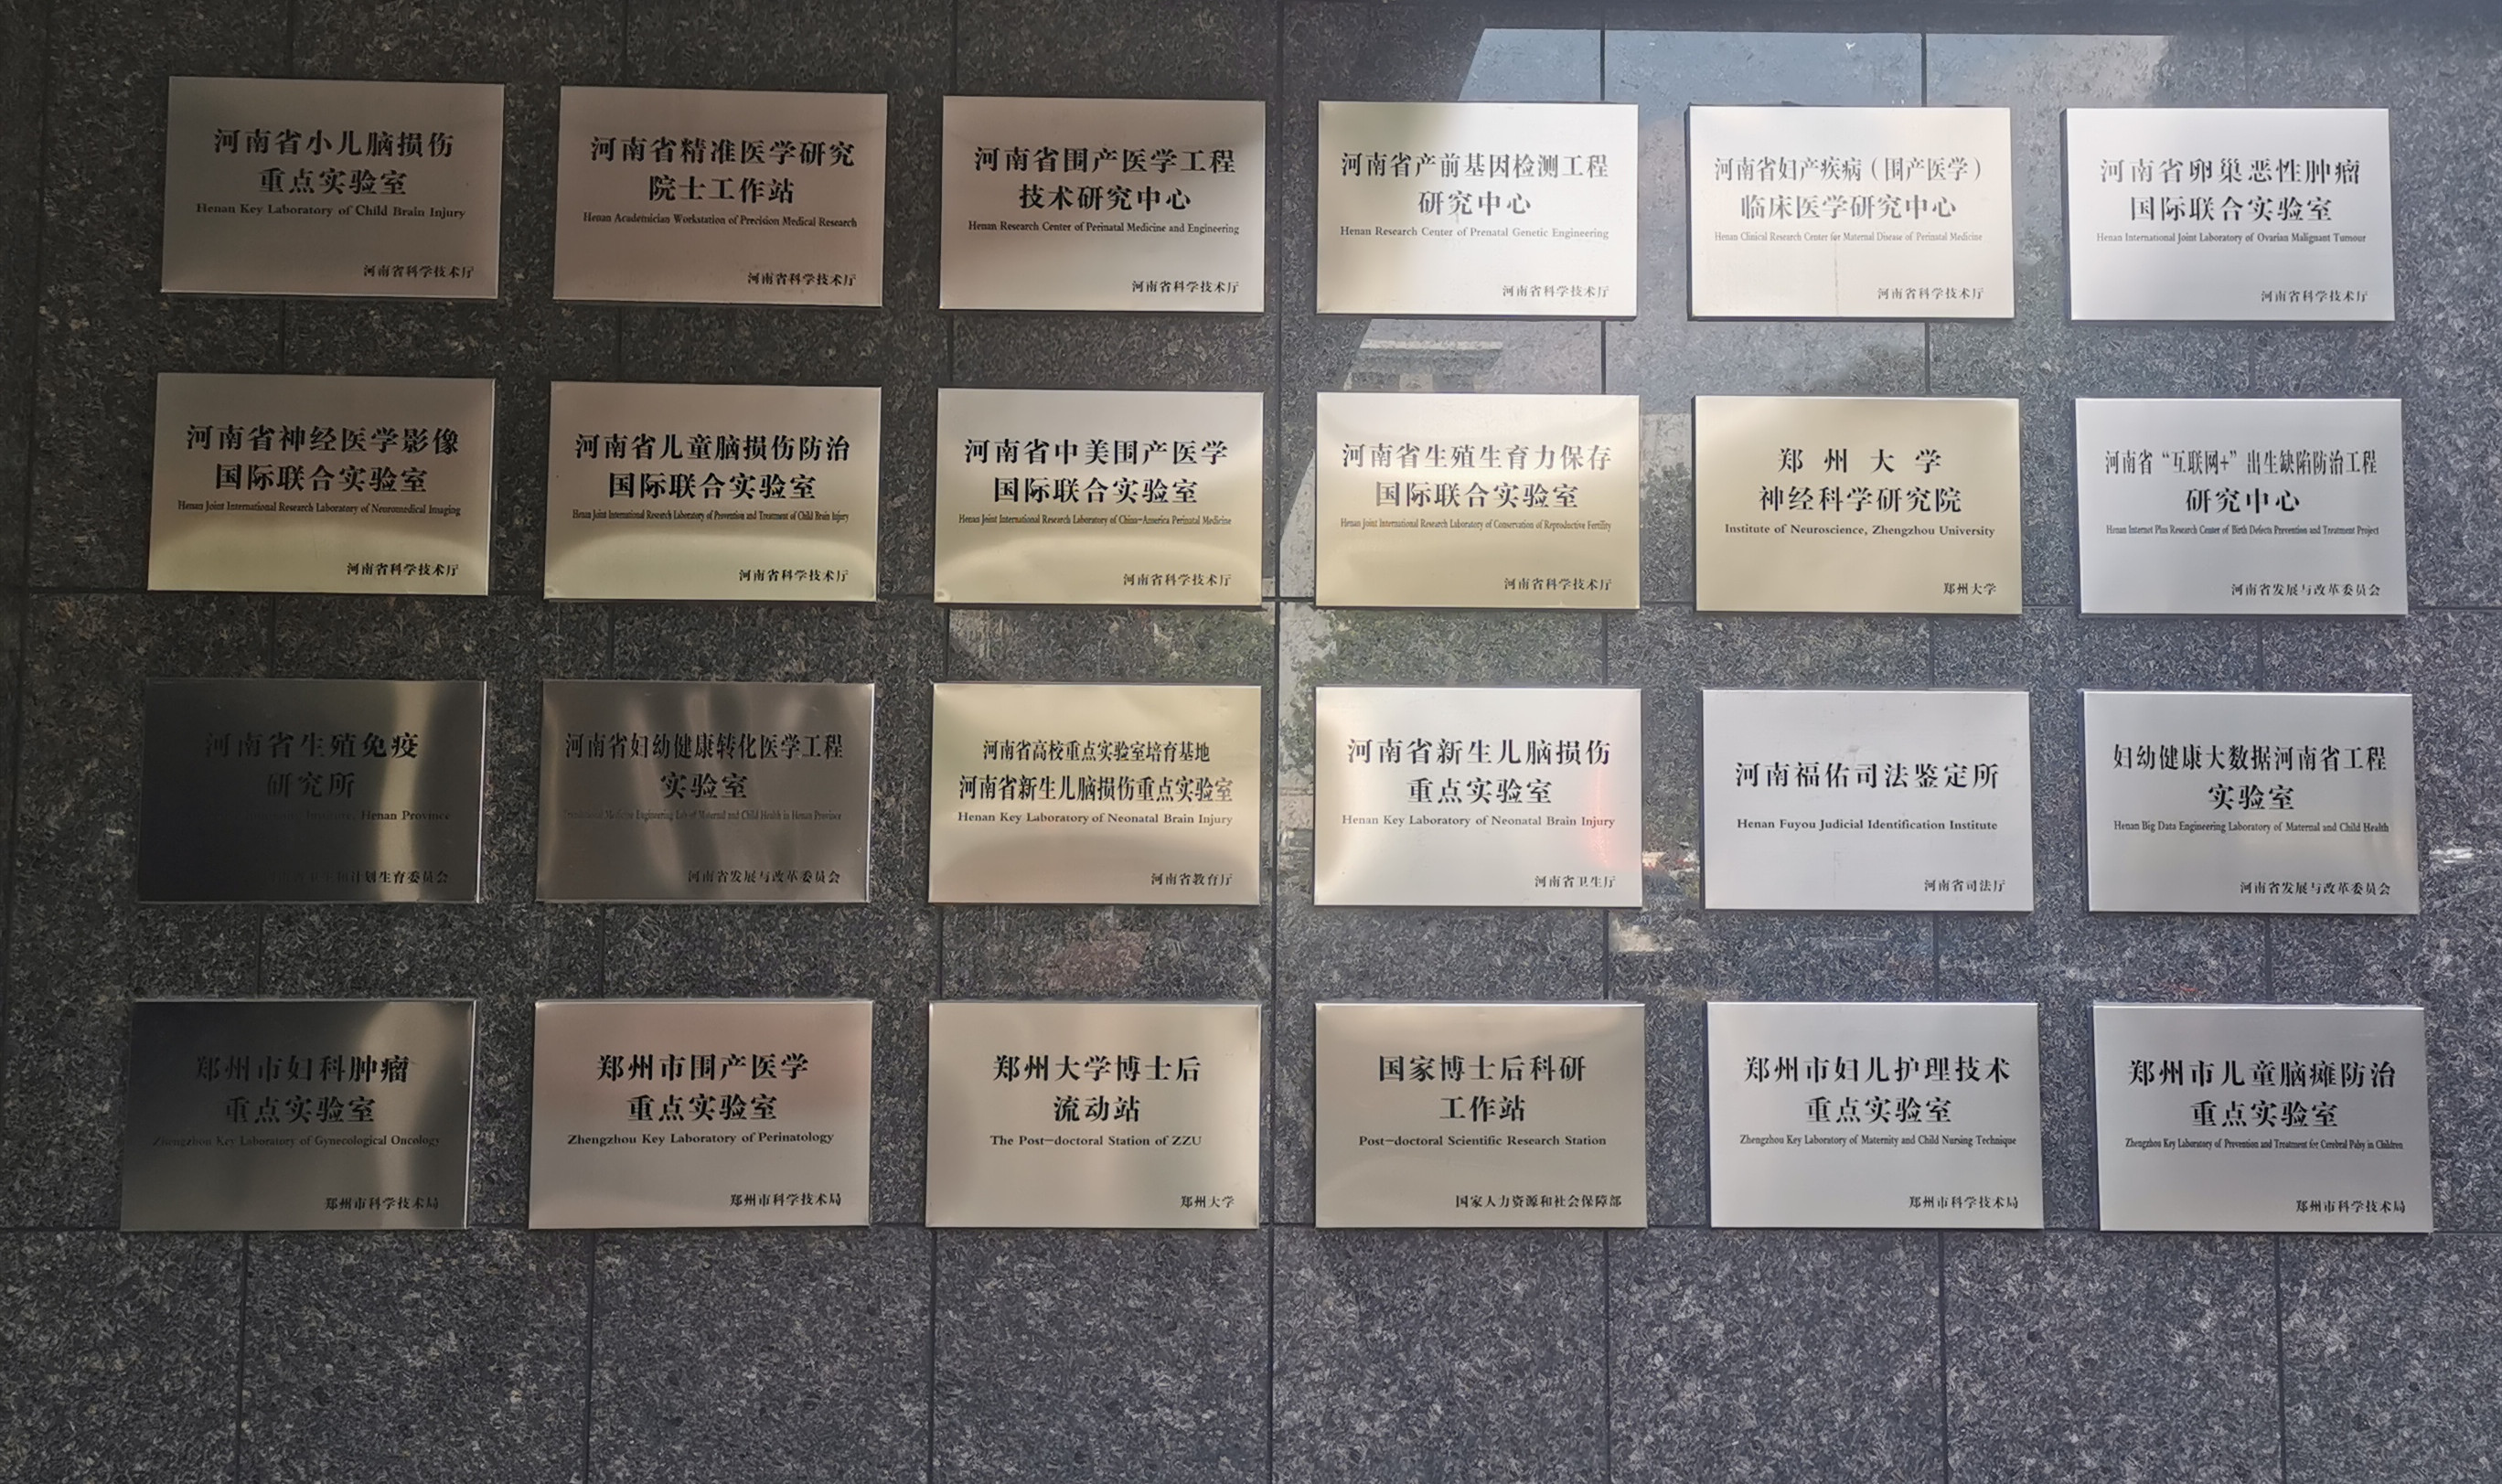 河南省小儿脑损伤
重点实验室
Henan Key Laboratory of Child Brain Injury
河南省科学技术厅
河南省精准医学研究
院士工作站
Henan Academician Workstation of Precision Medical Research
河南省科学技术厅
河南省围产医学工程
技术研究中心
Henan Research Center of Perinatal Medicine and Engineering
河南省科学技术厅
河南省产前基因检测工程
研究中心
Henan Research Center of Prenatal Genetic Engineering
河南省科学技术厅
河南省妇产疾病（围产医学）
临床医学研究中心
Henan Clinical Research Center for Maternal Disease of Perinatal Medicine
河南省科学技术厅
河南省卵巢恶性肿瘤
国际联合实验室
Henan International Joint Laboratory of Ovarian Malignant Tumour
河南省科学技术厅
河南省神经医学影像
国际联合实验室
Henan Joint International Research Laboratory of Neuromedical Imaging
河南省科学技术厅
河南省儿童脑损伤防治
国际联合实验室
Henan Joint International Research Laboratory of Prevention and Treatment of Child Brain Injury
河南省科学技术厅
河南省中美围产医学
国际联合实验室
Henan Joint International Research Laboratory of China-America Perinatal Medicine
河南省科学技术厅
河南省生殖生育力保存
国际联合实验室
Henan Joint International Research Laboratory of Conservation of Reproductive Fertility
河南省科学技术厅
郑州大学
神经科学研究院
Institute of Neuroscience, Zhengzhou University
郑州大学
河南省“互联网+”出生缺陷防治工程
研究中心
Henan Internet Plus Research Center of Birth Defects Prevention and Treatment Project
河南省发展与改革委员会
河南省生殖免疫
研究所
Henan Province
计划生育委员会
河南省妇幼健康转化医学工程
实验室
Medicine Engineering Lab of Maternal and Child Health in Henan Province
河南省发展与改革委员会
河南省高校重点实验室培育基地
河南省新生儿脑损伤重点实验室
Henan Key Laboratory of Neonatal Brain Injury
河南省教育厅
河南省新生儿脑损伤
重点实验室
Henan Key Laboratory of Neonatal Brain Injury
河南省卫生厅
河南福佑司法鉴定所
Henan Fuyou Judicial Identification Institute
河南省司法厅
妇幼健康大数据河南省工程
实验室
Henan Big Data Engineering Laboratory of Maternal and Child Health
河南省发展与改革委员会
郑州市妇科肿瘤
重点实验室
Zhengzhou Key Laboratory of Gynecological Oncology
郑州市科学技术局
郑州市围产医学
重点实验室
Zhengzhou Key Laboratory of Perinatology
郑州市科学技术局
郑州大学博士后
流动站
The Post-doctoral Station of ZZU
郑州大学
国家博士后科研
工作站
Post-doctoral Scientific Research Station
国家人力资源和社会保障部
郑州市妇儿护理技术
重点实验室
Zhengzhou Key Laboratory of Maternity and Child Nursing Technique
郑州市科学技术局
郑州市儿童脑瘫防治
重点实验室
Zhengzhou Key Laboratory of Prevention and Treatment for Cerebral Palsy in Children
郑州市科学技术局